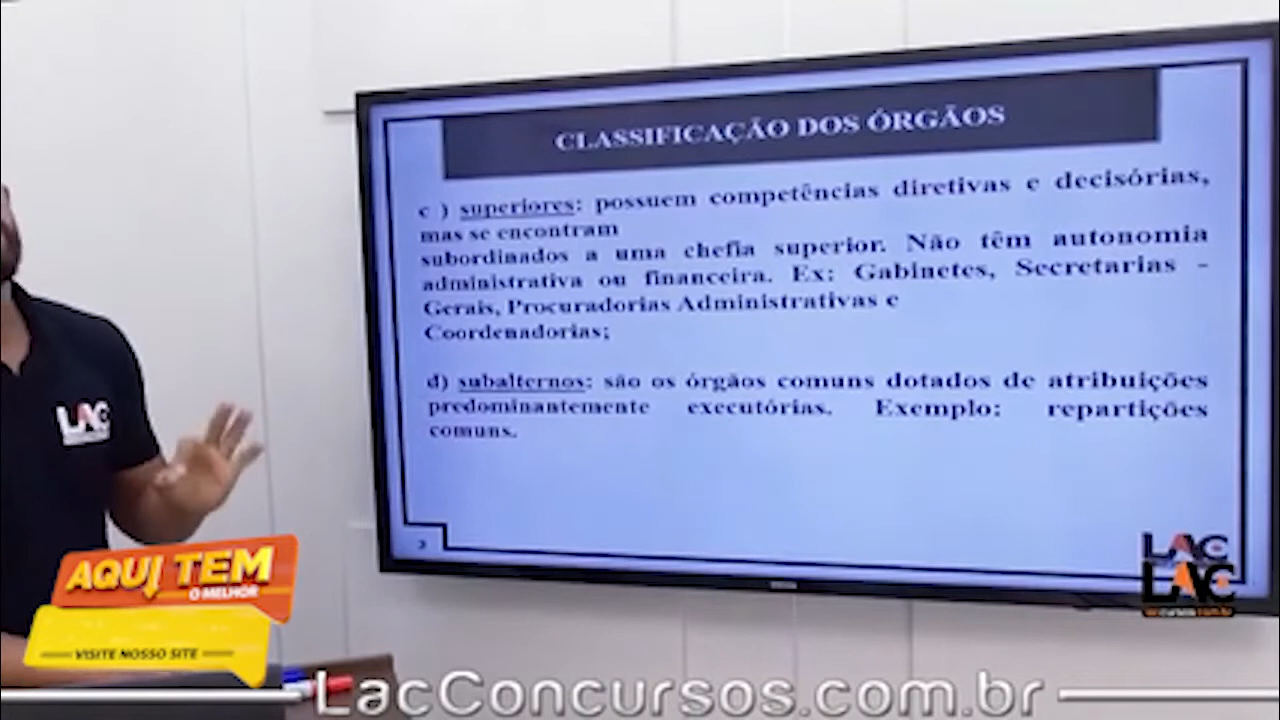 CLASSIFICAÇÃO DOS ÓRGÃOS
c ) superiores: possuem competências diretivas e decisórias,
mas se encontram
subordinados a uma chefia superior. Não têm autonomia
administrativa ou financeira. Ex: Gabinetes, Secretarias –
Gerais, Procuradorias Administrativas e
Coordenadorias;
d) subalternos: são os órgãos comuns dotados de atribuições
predominantemente executórias. Exemplo: repartições
comuns.
LAC
AQUI TEM
O MELHOR
VISITE NOSSO SITE
LAC
LAC
LacConcursos.com.br